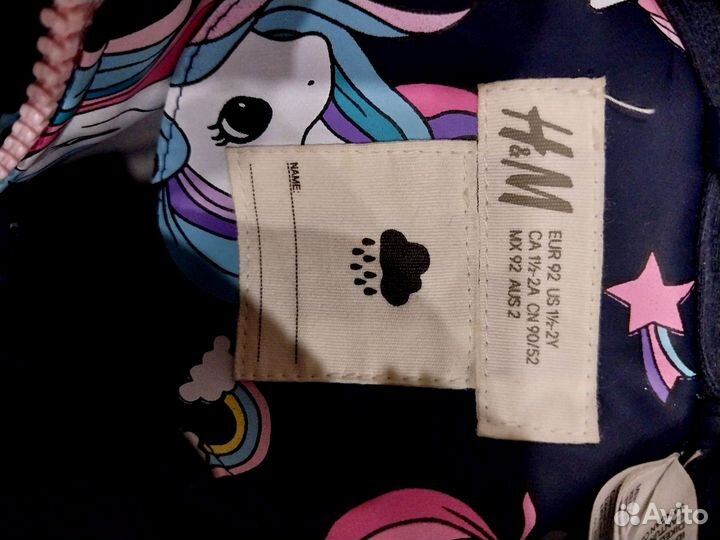 H&M
EUR 92 US 1½-2Y
CA 1½-2A CN 90/52
MX 92 AUS 2
NAME:
Avito